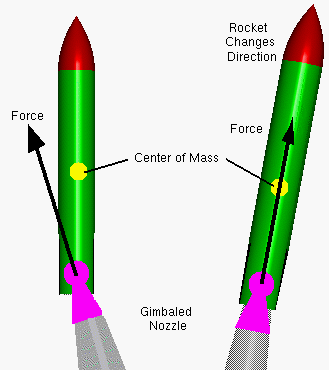 Rocket
Changes
Direction
Force
Force
Center of Mass
Gimbaled
Nozzle